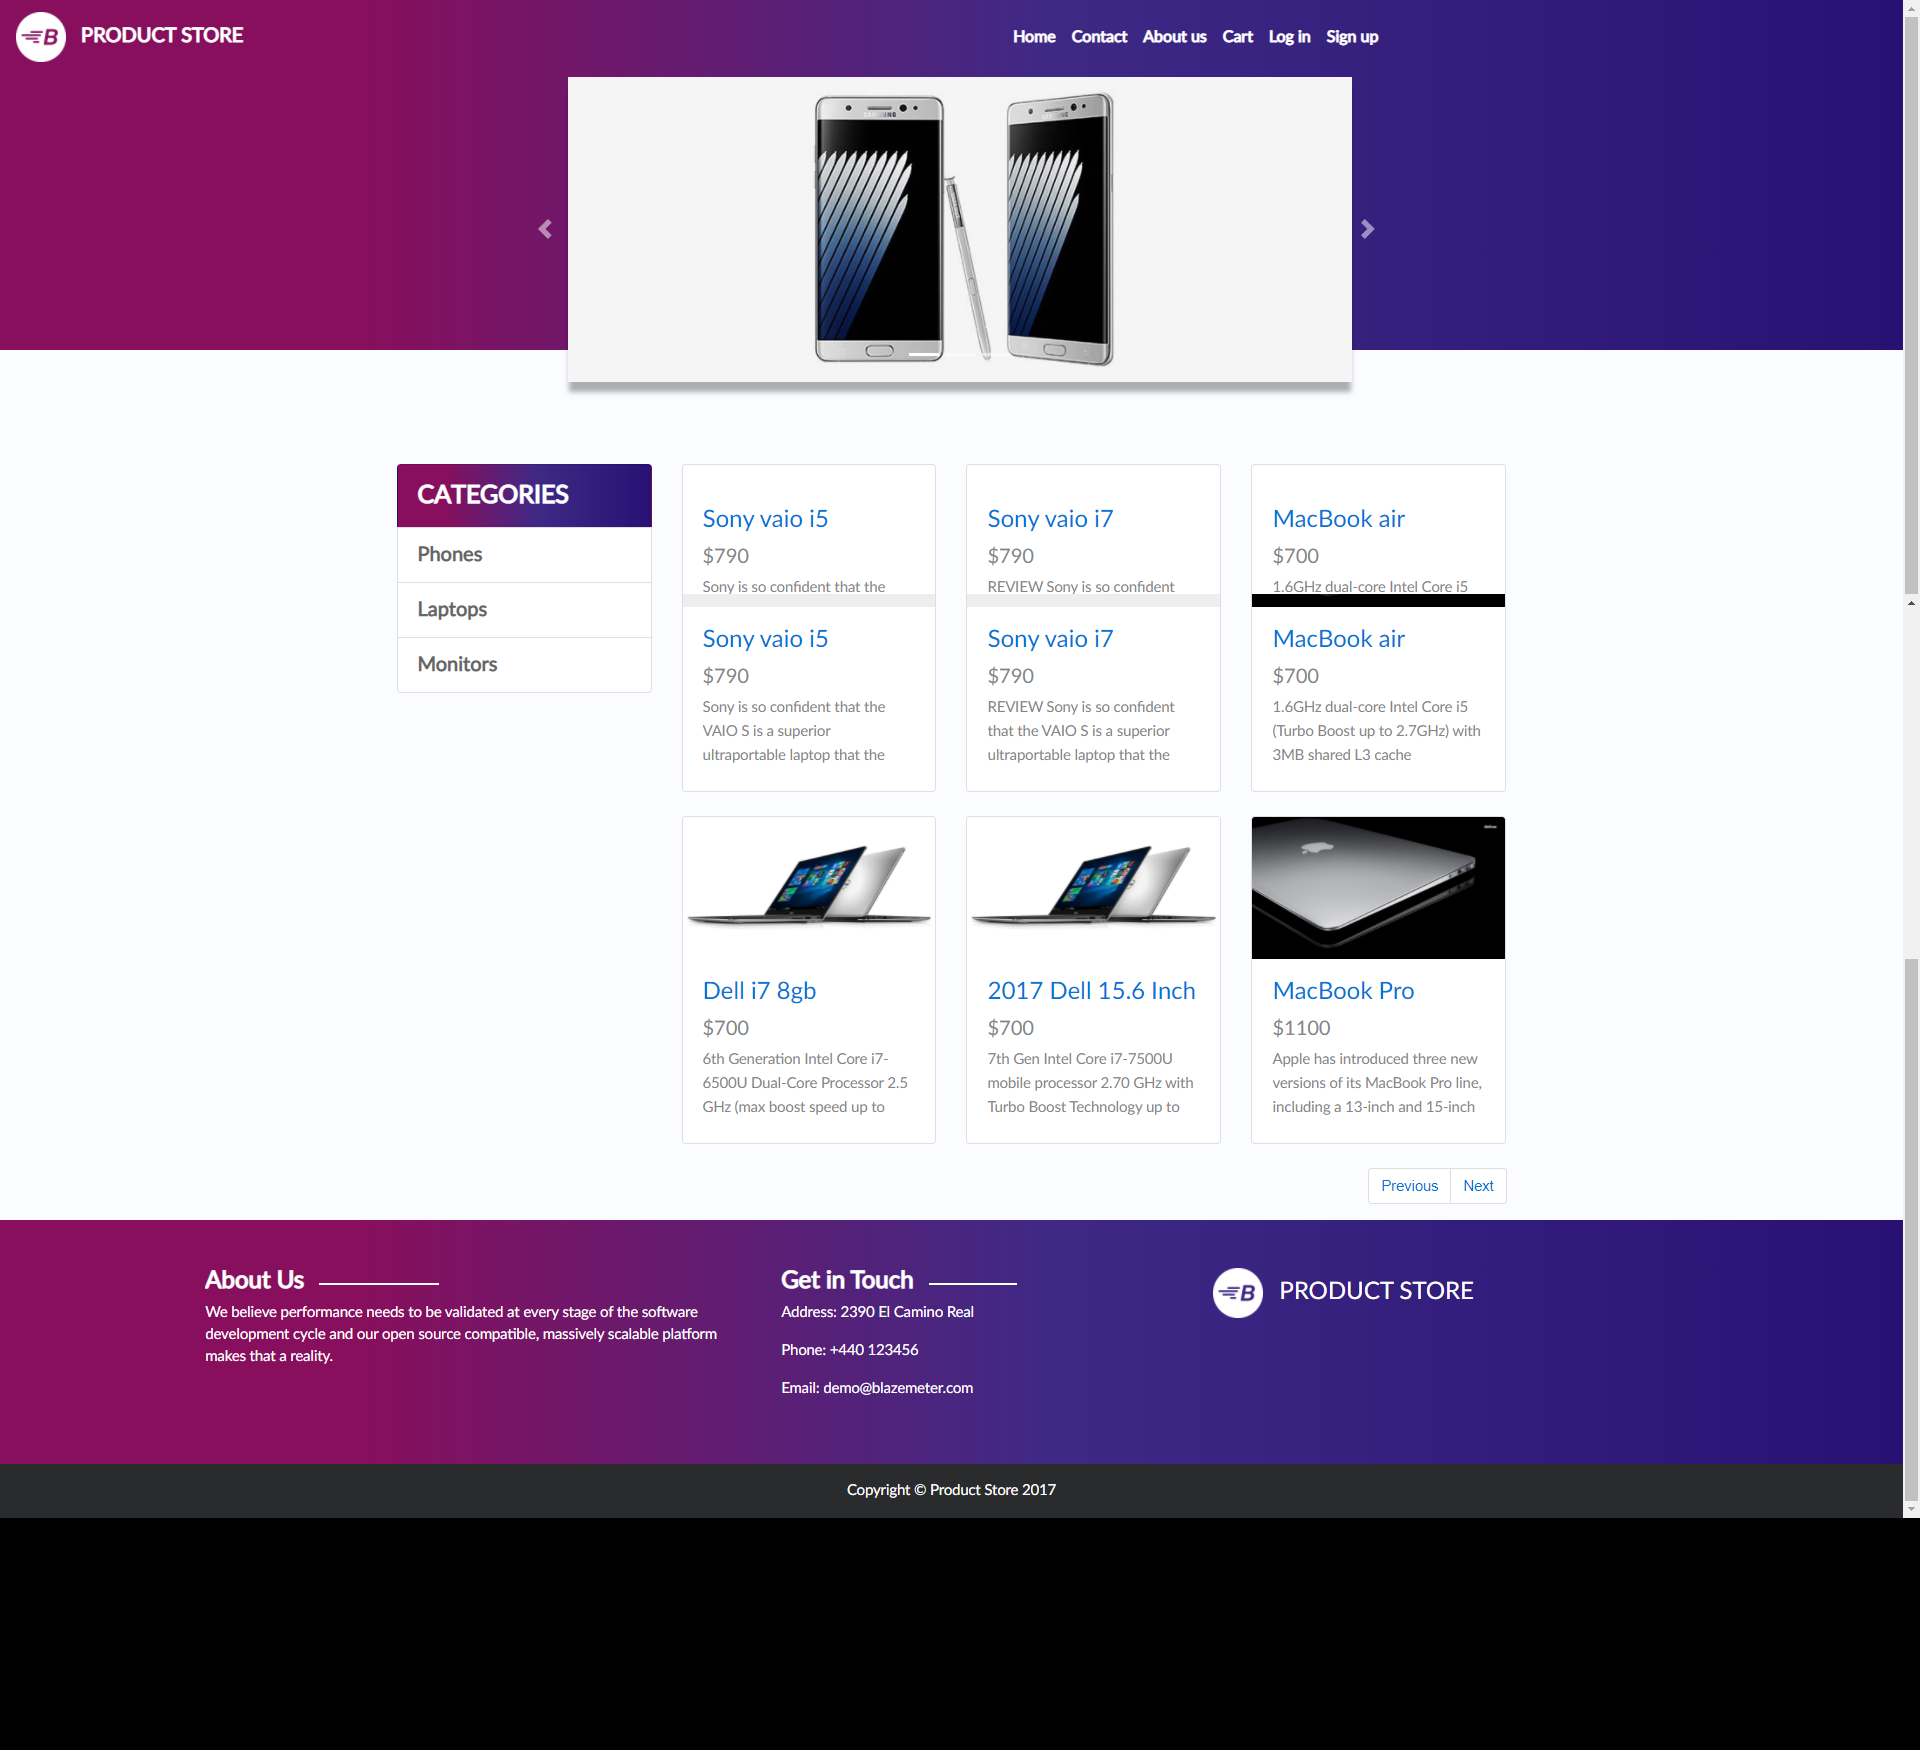 B PRODUCT STORE
Home Contact About us Cart Log in Sign up
SAMSUNG
SAMSUNG
CATEGORIES
Phones
Laptops
Monitors
Sony vaio i5
$790
Sony is so confident that the
Sony vaio i7
$790
REVIEW Sony is so confident
MacBook air
$700
1.6GHz dual-core Intel Core i5
Sony vaio i5
$790
Sony is so confident that the
VAIO S is a superior
ultraportable laptop that the
Sony vaio i7
$790
REVIEW Sony is so confident
that the VAIO S is a superior
ultraportable laptop that the
MacBook air
$700
1.6GHz dual-core Intel Core i5
(Turbo Boost up to 2.7GHz) with
3MB shared L3 cache
Dell i7 8gb
$700
6th Generation Intel Core i7-
6500U Dual-Core Processor 2.5
GHz (max boost speed up to
2017 Dell 15.6 Inch
$700
7th Gen Intel Core i7-7500U
mobile processor 2.70 GHz with
Turbo Boost Technology up to
MacBook Pro
$1100
Apple has introduced three new
versions of its MacBook Pro line,
including a 13-inch and 15-inch
Previous Next
About Us
We believe performance needs to be validated at every stage of the software
development cycle and our open source compatible, massively scalable platform
makes that a reality.
Get in Touch
Address: 2390 El Camino Real
Phone: +440 123456
Email: demo@blazemeter.com
B PRODUCT STORE
Copyright © Product Store 2017